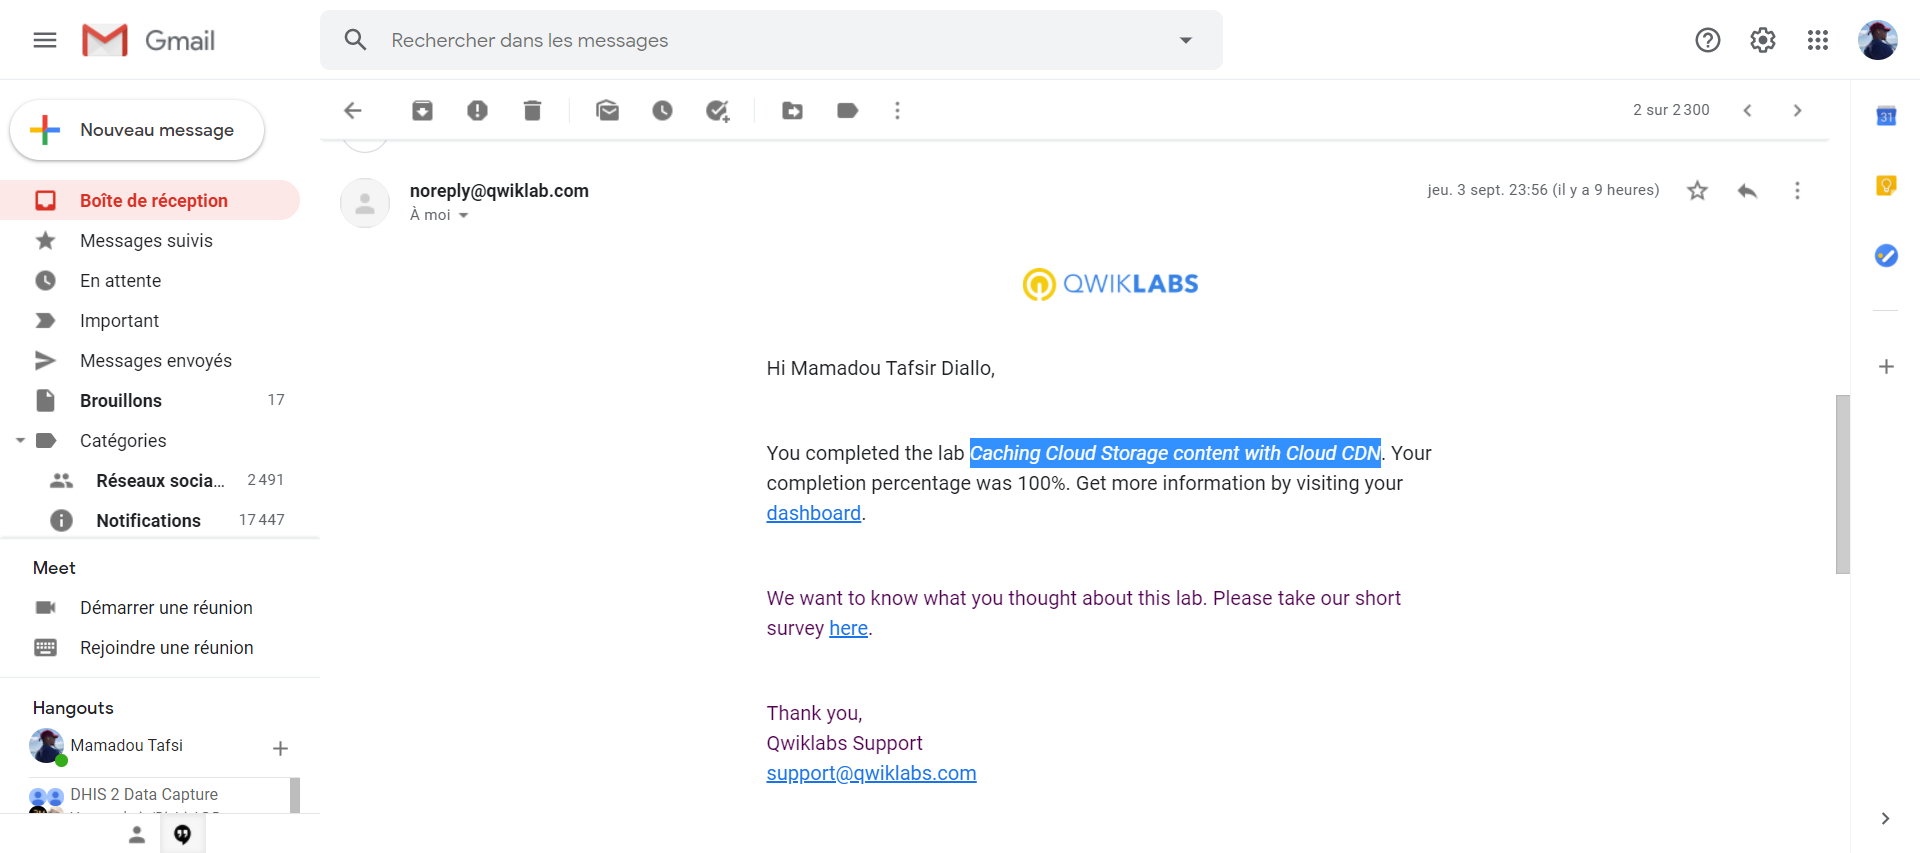 Gmail
Rechercher dans les messages
Nouveau message
2 sur 2 300
31
Boîte de réception
Messages suivis
En attente
Important
Messages envoyés
Brouillons 17
Catégories
Réseaux socia... 2 491
Notifications 17 447
Meet
Démarrer une réunion
Rejoindre une réunion
Hangouts
Mamadou Tafsi
DHIS 2 Data Capture
noreply@qwiklab.com
jeu. 3 sept. 23:56 (il y a 9 heures)
À moi
QWIKLABS
Hi Mamadou Tafsir Diallo,
You completed the lab Caching Cloud Storage content with Cloud CDN. Your
completion percentage was 100%. Get more information by visiting your
dashboard.
We want to know what you thought about this lab. Please take our short
survey here.
Thank you,
Qwiklabs Support
support@qwiklabs.com